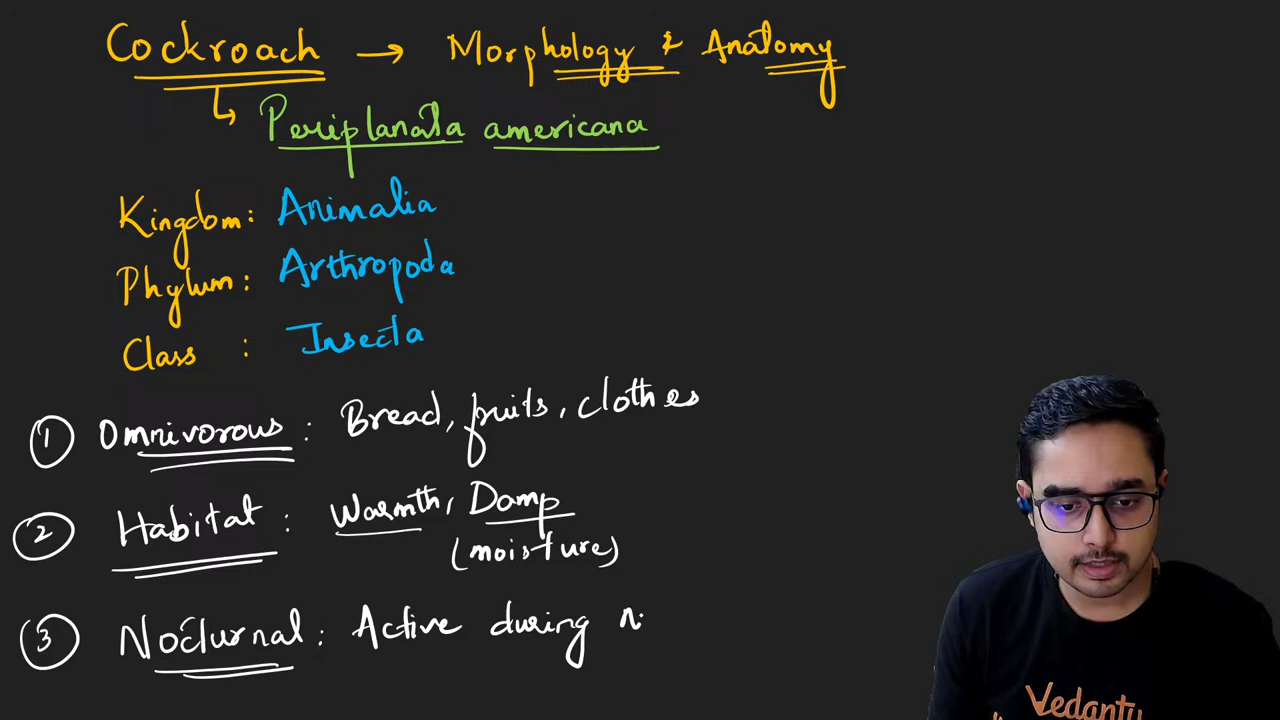 Cockroach → Morphology & Anatomy
Periplanata americana
Kingdom: Animalia
Phylum: Arthropoda
Class : Insecta
1 Omnivorous : Bread, fruits, clothes
2 Habitat : Warmth, Damp
(moisture)
3 Nocturnal : Active during ni
Vedantu